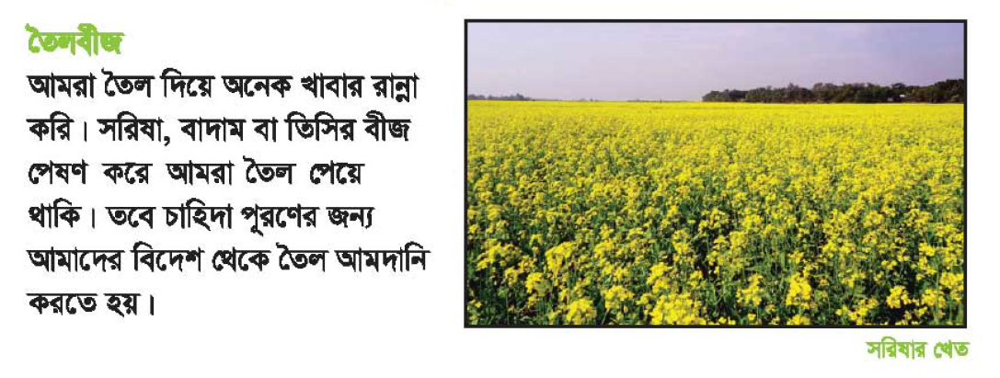 তৈলবীজ
আমরা তৈল দিয়ে অনেক খাবার রান্না
করি। সরিষা, বাদাম বা তিসির বীজ
পেষণ করে আমরা তৈল পেয়ে
থাকি। তবে চাহিদা পূরণের জন্য
আমাদের বিদেশ থেকে তৈল আমদানি
করতে হয়।
সরিষার খেত